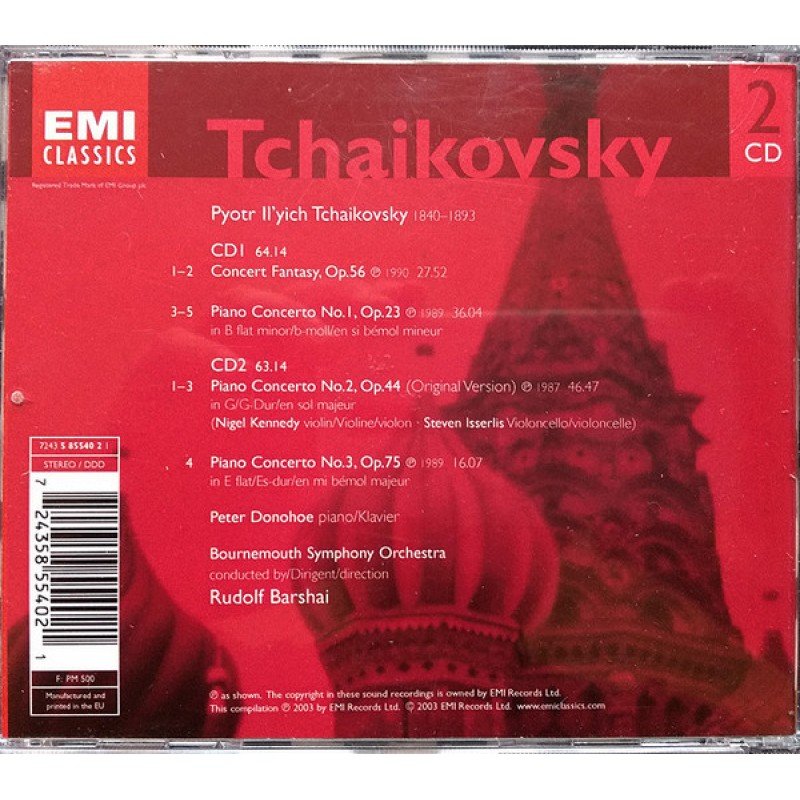 EMI
CLASSICS
Registered Trade Mark of EMI Group plc
Tchaikovsky
2
CD
Pyotr Il'yich Tchaikovsky 1840–1893
CD1 64.14
1–2 Concert Fantasy, Op.56 ℗ 1990 27.52
3–5 Piano Concerto No.1, Op.23 ℗ 1989 36.04
in B flat minor/b-moll/en si bémol mineur
CD2 63.14
1–3 Piano Concerto No.2, Op.44 (Original Version) ℗ 1987 46.47
in G/G-Dur/en sol majeur
(Nigel Kennedy violin/Violine/violon · Steven Isserlis Violoncello/violoncelle)
4 Piano Concerto No.3, Op.75 ℗ 1989 16.07
in E flat/Es-dur/en mi bémol majeur
Peter Donohoe piano/Klavier
Bournemouth Symphony Orchestra
conducted by/Dirigent/direction
Rudolf Barshai
7243 5 85540 2 1
STEREO / DDD
7 24358 55402 1
F: PM 500
Manufactured and
printed in the EU
℗ as shown. The copyright in these sound recordings is owned by EMI Records Ltd.
This compilation ℗ 2003 by EMI Records Ltd. © 2003 EMI Records Ltd. www.emiclassics.com